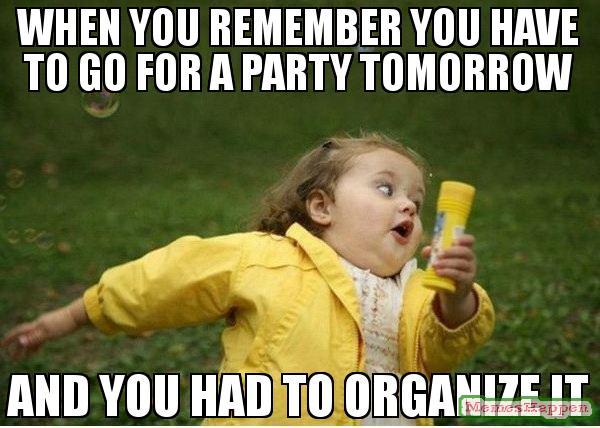 WHEN YOU REMEMBER YOU HAVE
TO GO FOR A PARTY TOMORROW
AND YOU HAD TO ORGANIZE IT
MemesHappen